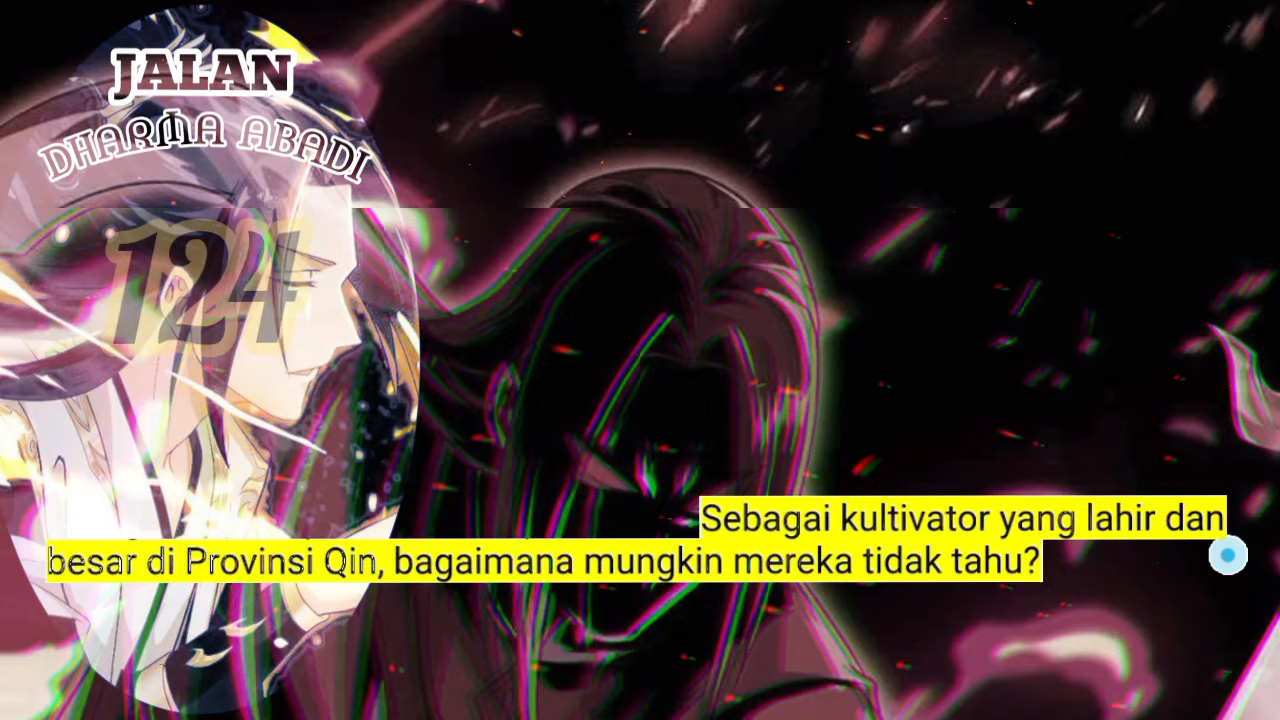 JALAN
DHARMA ABADI
124
Sebagai kultivator yang lahir dan
besar di Provinsi Qin, bagaimana mungkin mereka tidak tahu?